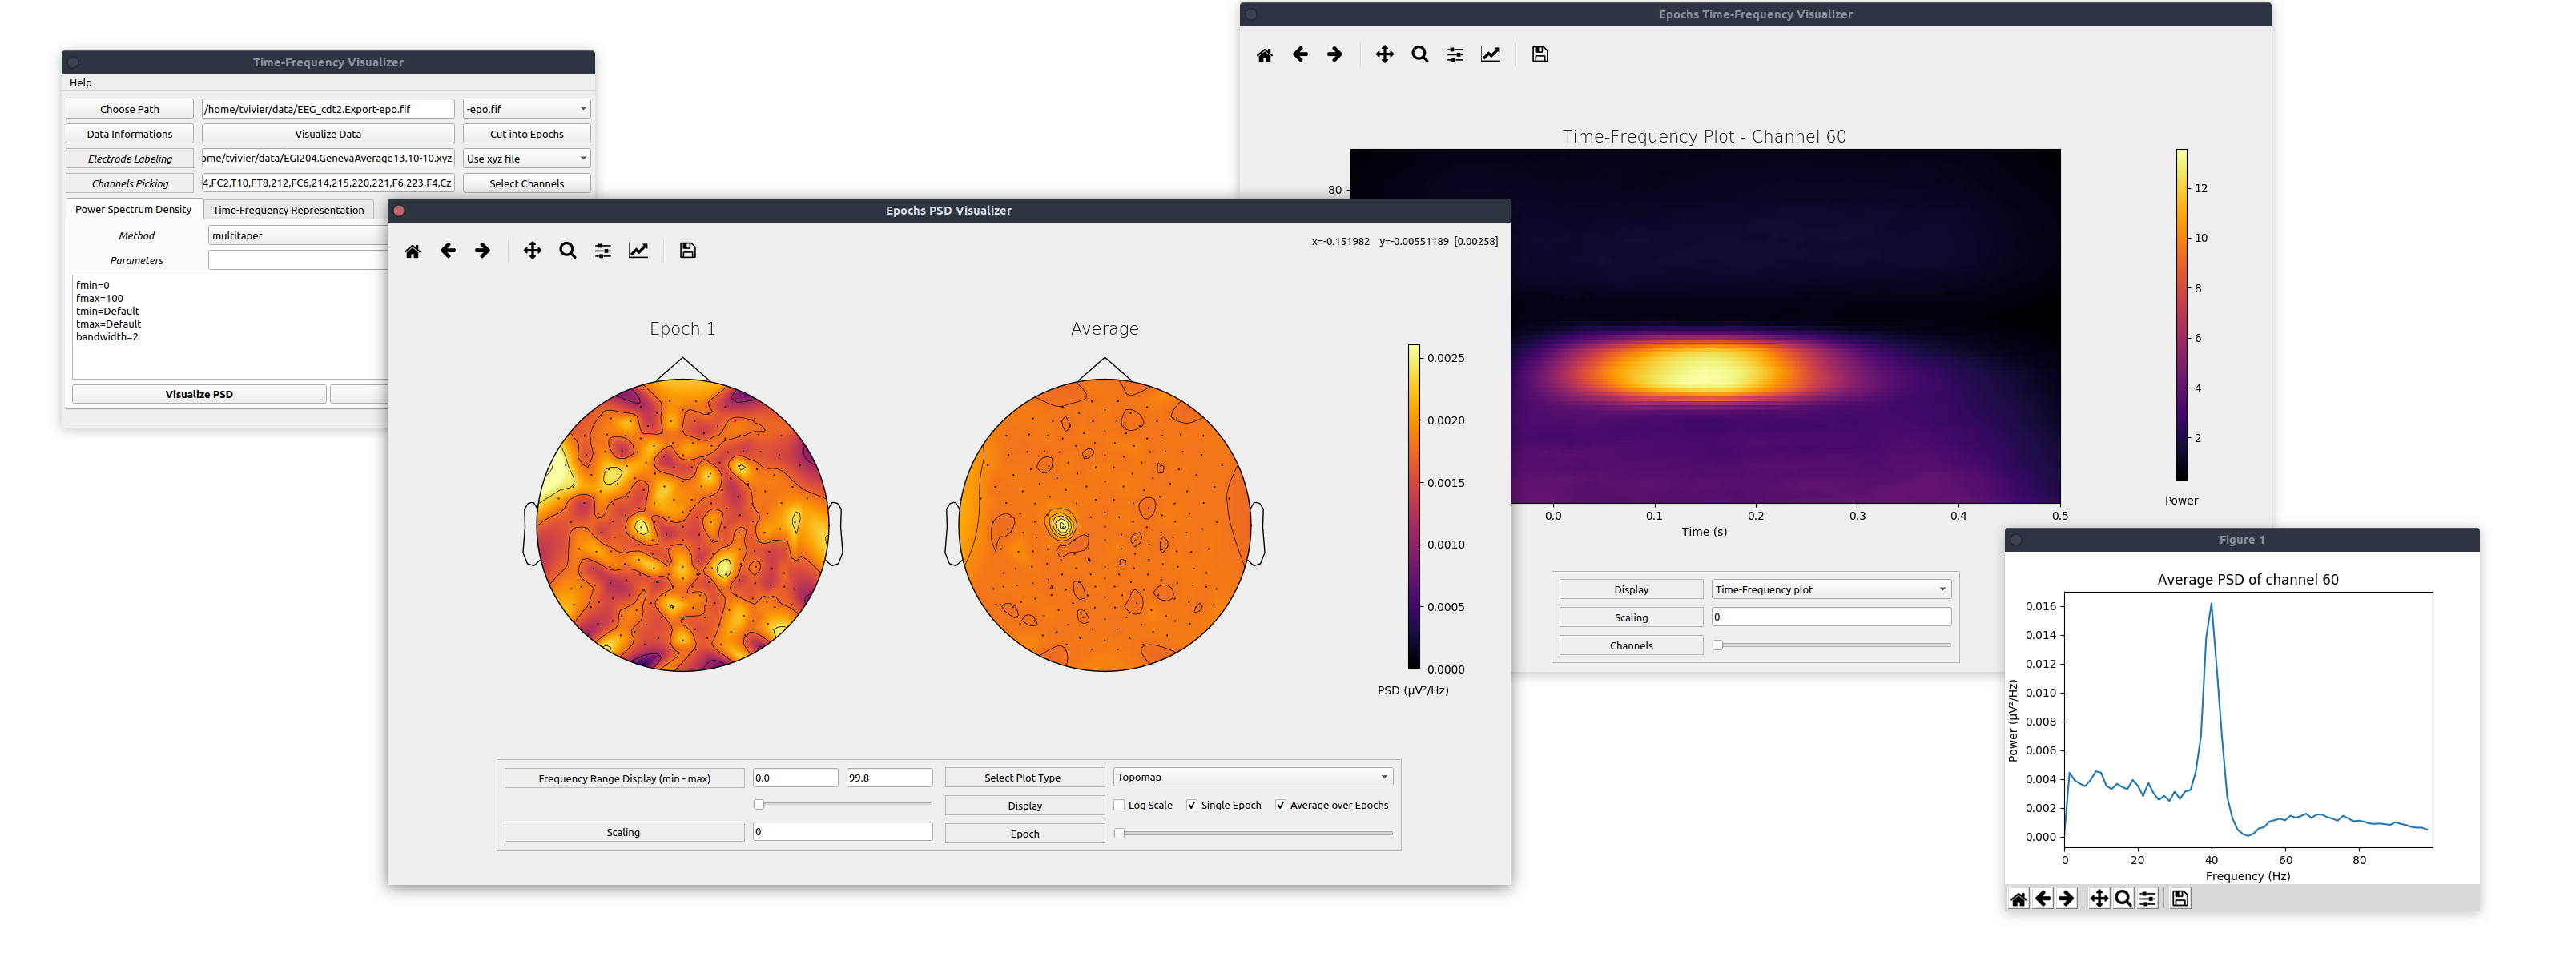 Time-Frequency Visualizer
Help
Choose Path
/home/tvivier/data/EEG_cdt2.Export-epo.fif
-epo.fif
Data Informations
Visualize Data
Cut into Epochs
Electrode Labeling
ome/tvivier/data/EGI204.GenevaAverage13.10-10.xyz
Use xyz file
Channels Picking
4,FC2,T10,FT8,212,FC6,214,215,220,221,F6,223,F4,Cz
Select Channels
Power Spectrum Density
Time-Frequency Representation
Method
multitaper
Parameters
fmin=0
fmax=100
tmin=Default
tmax=Default
bandwidth=2
Visualize PSD
Epochs PSD Visualizer
x=-0.151982 y=-0.00551189 [0.00258]
Epoch 1
Average
0.0025
0.0020
0.0015
0.0010
0.0005
0.0000
PSD (µV²/Hz)
Frequency Range Display (min - max)
0.0
99.8
Select Plot Type
Topomap
Display
Log Scale
Single Epoch
Average over Epochs
Scaling
0
Epoch
Epochs Time-Frequency Visualizer
Time-Frequency Plot - Channel 60
80
12
10
8
6
4
2
Power
0.0 0.1 0.2 0.3 0.4 0.5
Time (s)
Display
Time-Frequency plot
Scaling
0
Channels
Figure 1
Average PSD of channel 60
0.016
0.014
0.012
0.010
0.008
0.006
0.004
0.002
0.000
Power (µV²/Hz)
0 20 40 60 80
Frequency (Hz)